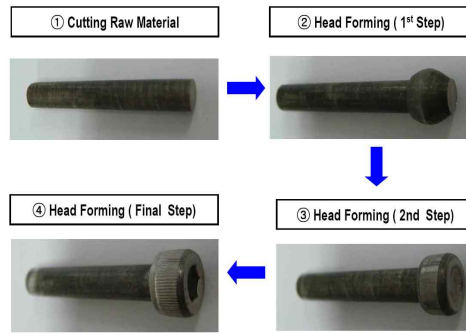 ① Cutting Raw Material
② Head Forming ( 1st Step)
③ Head Forming ( 2nd Step)
④ Head Forming ( Final Step)